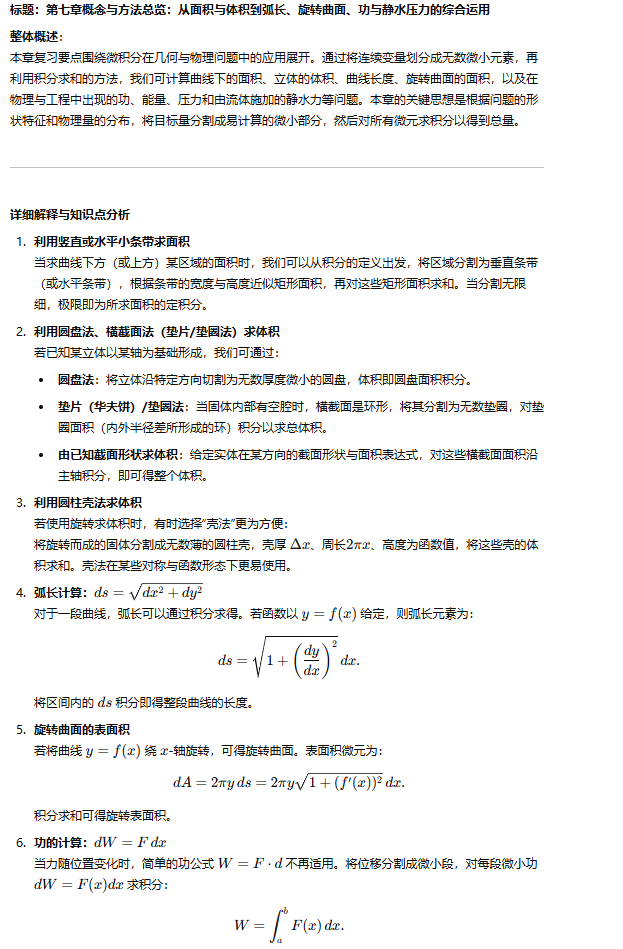 标题：第七章概念与方法总览：从面积与体积到弧长、旋转曲面、功与静水压力的综合运用
整体概述：
本章复习要点围绕微积分在几何与物理问题中的应用展开。通过将连续变量划分成无数微小元素，再
利用积分求和的方法，我们可计算曲线下的面积、立体的体积、曲线长度、旋转曲面的面积，以及在
物理与工程中出现的功、能量、压力和由流体施加的静水力等问题。本章的关键思想是根据问题的形
状特征和物理量的分布，将目标量分割成易计算的微小部分，然后对所有微元求积分以得到总量。
详细解释与知识点分析
1. 利用竖直或水平小条带求面积
当求曲线下方（或上方）某区域的面积时，我们可以从积分的定义出发，将区域分割为垂直条带
（或水平条带），根据条带的宽度与高度近似矩形面积，再对这些矩形面积求和。当分割无限
细，极限即为所求面积的定积分。
2. 利用圆盘法、横截面法（垫片/垫圆法）求体积
若已知某立体以某轴为基础形成，我们可通过：
• 圆盘法：将立体沿特定方向切割为无数厚度微小的圆盘，体积即圆盘面积积分。
• 垫片（华夫饼）/垫圆法：当固体内部有空腔时，横截面是环形，将其分割为无数垫圈，对垫
圈面积（内外半径差所形成的环）积分以求总体积。
• 由已知截面形状求体积：给定实体在某方向的截面形状与面积表达式，对这些横截面面积沿
主轴积分，即可得整个体积。
3. 利用圆柱壳法求体积
若使用旋转求体积时，有时选择“壳法”更为方便：
将旋转而成的固体分割成无数薄的圆柱壳，壳厚 Δx、周长2πx、高度为函数值，将这些壳的体
积求和。壳法在某些对称与函数形态下更易使用。
4. 弧长计算：ds = √(dx² + dy²)
对于一段曲线，弧长可以通过积分求得。若函数以 y = f(x) 给定，则弧长元素为：
ds = √(1 + (dy/dx)²) dx.
将区间内的 ds 积分即得整段曲线的长度。
5. 旋转曲面的表面积
若将曲线 y = f(x) 绕 x-轴旋转，可得旋转曲面。表面积微元为：
dA = 2πy ds = 2πy√(1 + (f′(x))²) dx.
积分求和可得旋转表面积。
6. 功的计算：dW = F dx
当力随位置变化时，简单的功公式 W = F · d 不再适用。将位移分割成微小段，对每段微小功
dW = F(x)dx 求积分：
W = ∫ₐᵇ F(x) dx.